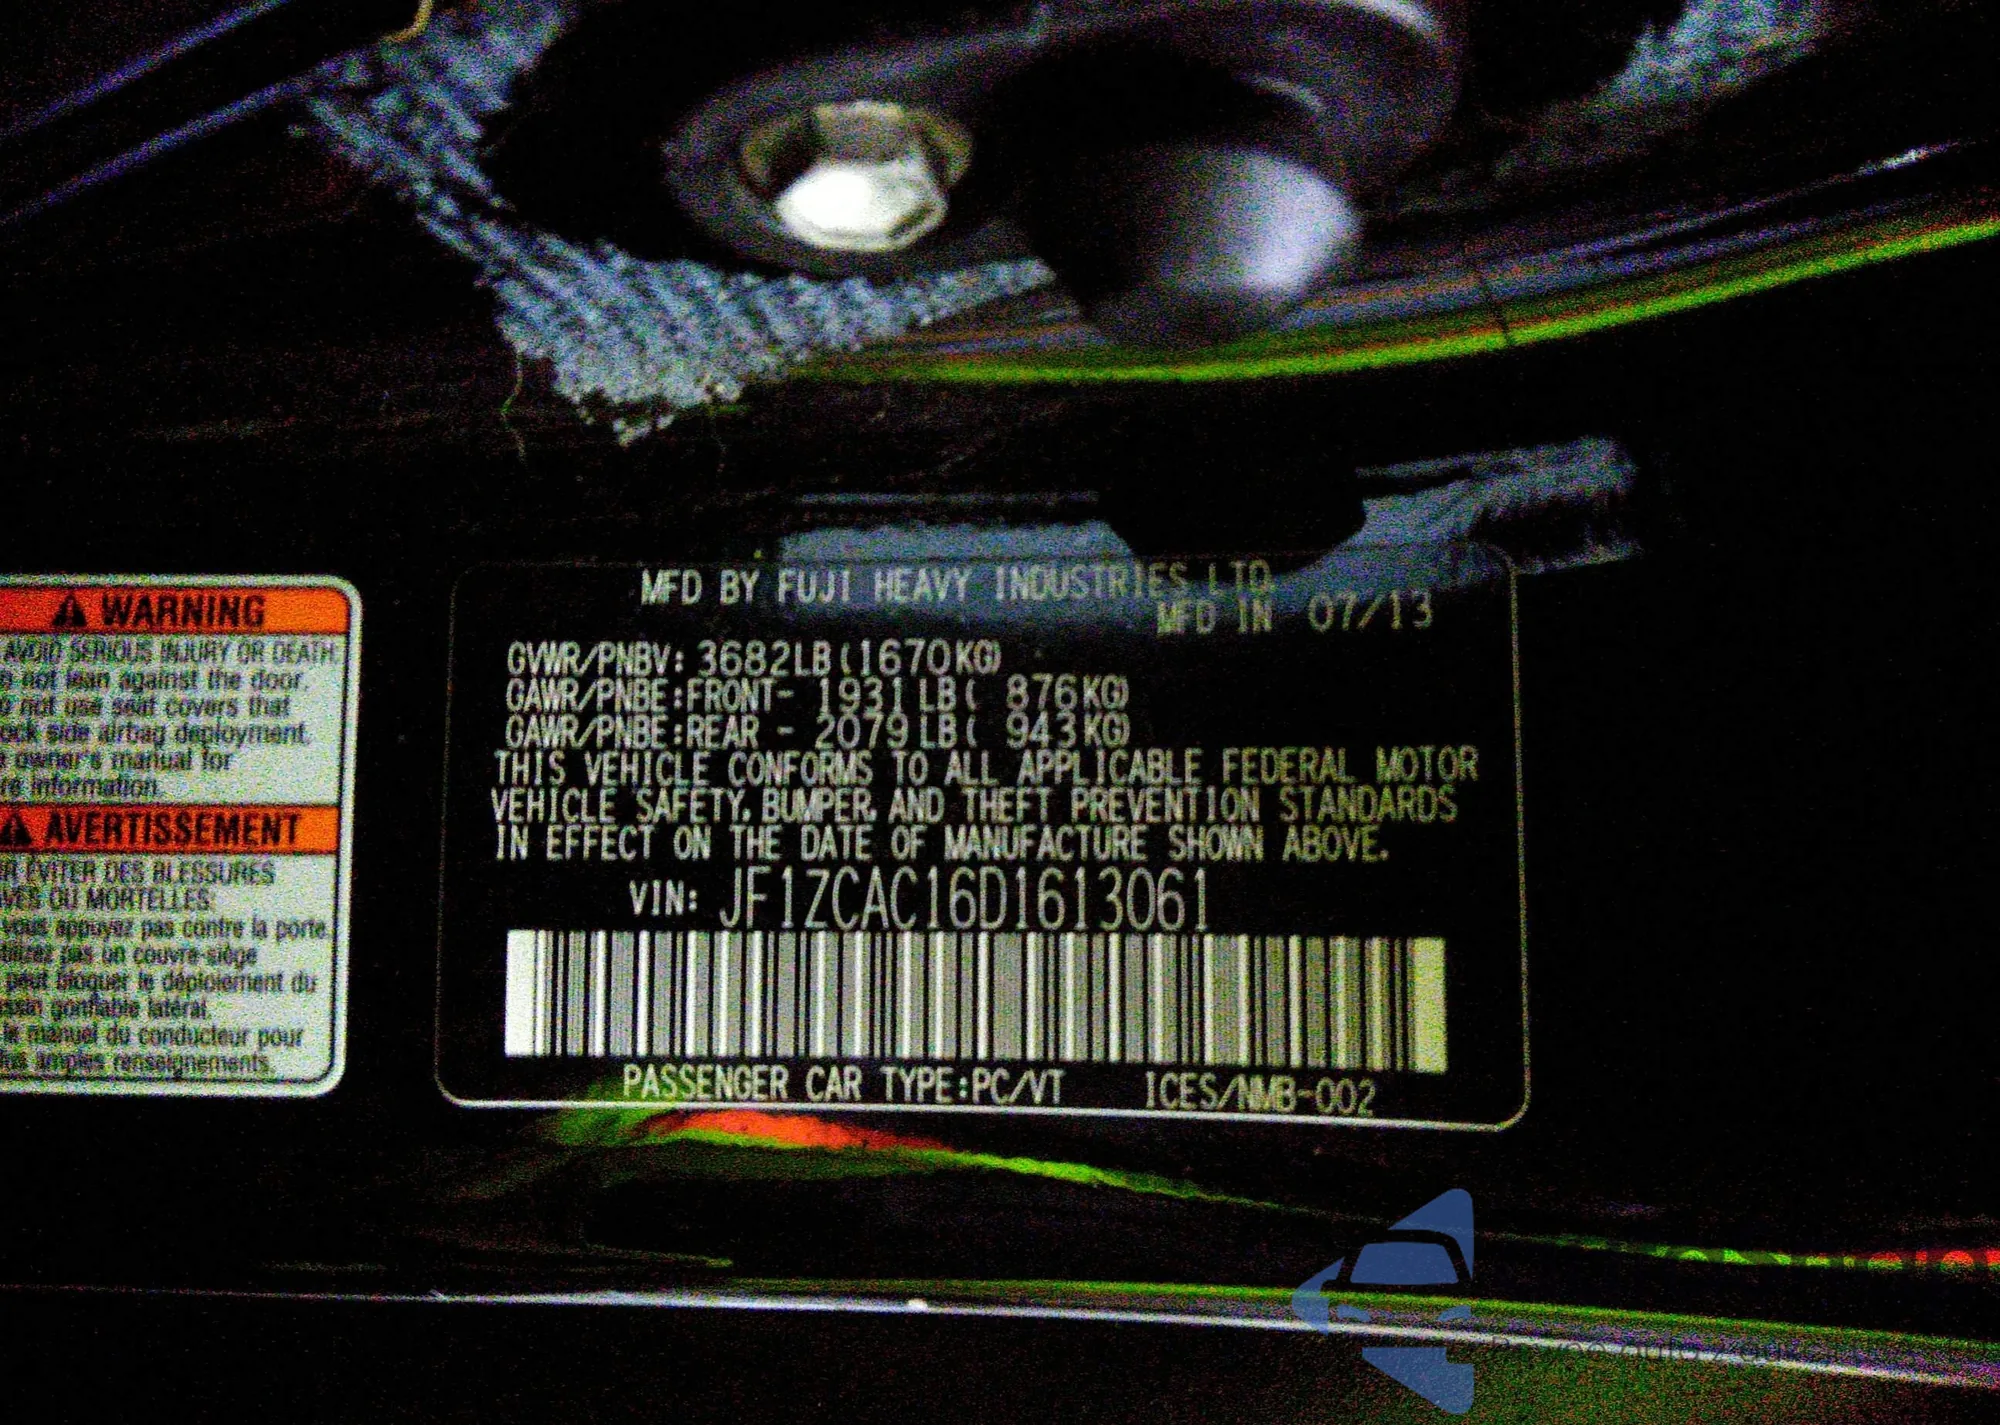 WARNING
AVOID SERIOUS INJURY OR DEATH:
not lean against the door.
not use seat covers that
side airbag deployment.
owner's manual for
information.
AVERTISSEMENT
ÉVITER DES BLESSURES
OU MORTELLES:
vous appuyez pas contre la porte.
pas un couvre-siège
peut bloquer le déploiement du
gonflable latéral.
le manuel du conducteur pour
amples renseignements.
MFD BY FUJI HEAVY INDUSTRIES LTD.
MFD IN 07/13
GVWR/PNBV: 3682LB(1670KG)
GAWR/PNBE:FRONT- 1931LB( 876KG)
GAWR/PNBE:REAR - 2079LB( 943KG)
THIS VEHICLE CONFORMS TO ALL APPLICABLE FEDERAL MOTOR
VEHICLE SAFETY, BUMPER, AND THEFT PREVENTION STANDARDS
IN EFFECT ON THE DATE OF MANUFACTURE SHOWN ABOVE.
VIN: JF1ZCAC16D1613061
PASSENGER CAR TYPE:PC/VT ICES/NMB-002